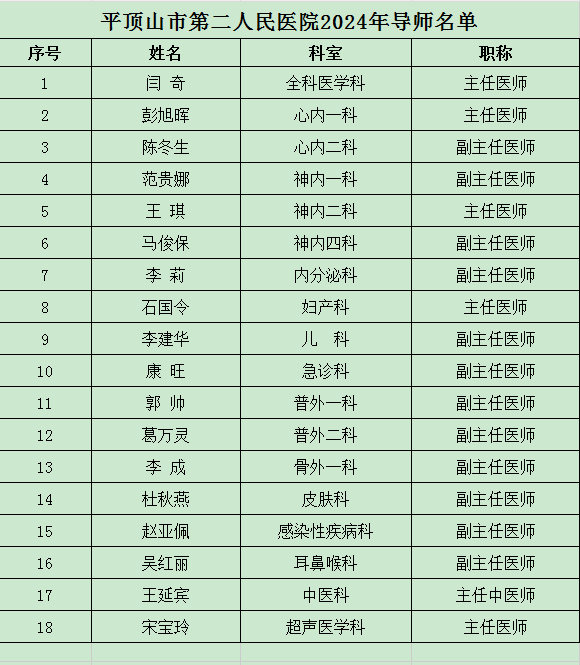 平顶山市第二人民医院2024年导师名单
序号 姓名 科室 职称
1 闫 奇 全科医学科 主任医师
2 彭旭晖 心内一科 主任医师
3 陈冬生 心内二科 副主任医师
4 范贵娜 神内一科 副主任医师
5 王 琪 神内二科 主任医师
6 马俊保 神内四科 副主任医师
7 李 莉 内分泌科 副主任医师
8 石国令 妇产科 主任医师
9 李建华 儿 科 副主任医师
10 康 旺 急诊科 副主任医师
11 郭 帅 普外一科 副主任医师
12 葛万灵 普外二科 副主任医师
13 李 成 骨外一科 副主任医师
14 杜秋燕 皮肤科 副主任医师
15 赵亚佩 感染性疾病科 副主任医师
16 吴红丽 耳鼻喉科 副主任医师
17 王延宾 中医科 主任中医师
18 宋宝玲 超声医学科 主任医师